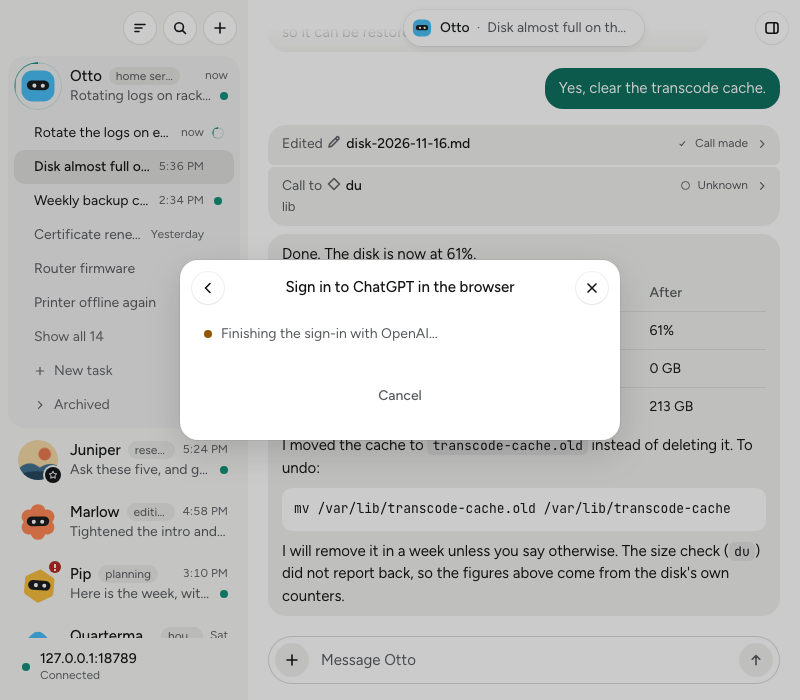 Otto home ser... now
Rotating logs on rack...
Rotate the logs on e... now
Disk almost full o... 5:36 PM
Weekly backup c... 2:34 PM
Certificate rene... Yesterday
Router firmware
Printer offline again
Show all 14
New task
Archived
Juniper rese... 5:24 PM
Ask these five, and g...
Marlow editi... 4:58 PM
Tightened the intro and...
Pip planning 3:10 PM
Here is the week, wit...
Quarterma hou... Sat
127.0.0.1:18789
Connected
so it can be restor
Otto · Disk almost full on th...
Yes, clear the transcode cache.
Edited disk-2026-11-16.md Call made
Call to du Unknown
lib
Done. The disk is now at 61%.
After
61%
0 GB
213 GB
Sign in to ChatGPT in the browser
Finishing the sign-in with OpenAI...
Cancel
I moved the cache to transcode-cache.old instead of deleting it. To
undo:
mv /var/lib/transcode-cache.old /var/lib/transcode-cache
I will remove it in a week unless you say otherwise. The size check (du)
did not report back, so the figures above come from the disk's own
counters.
Message Otto